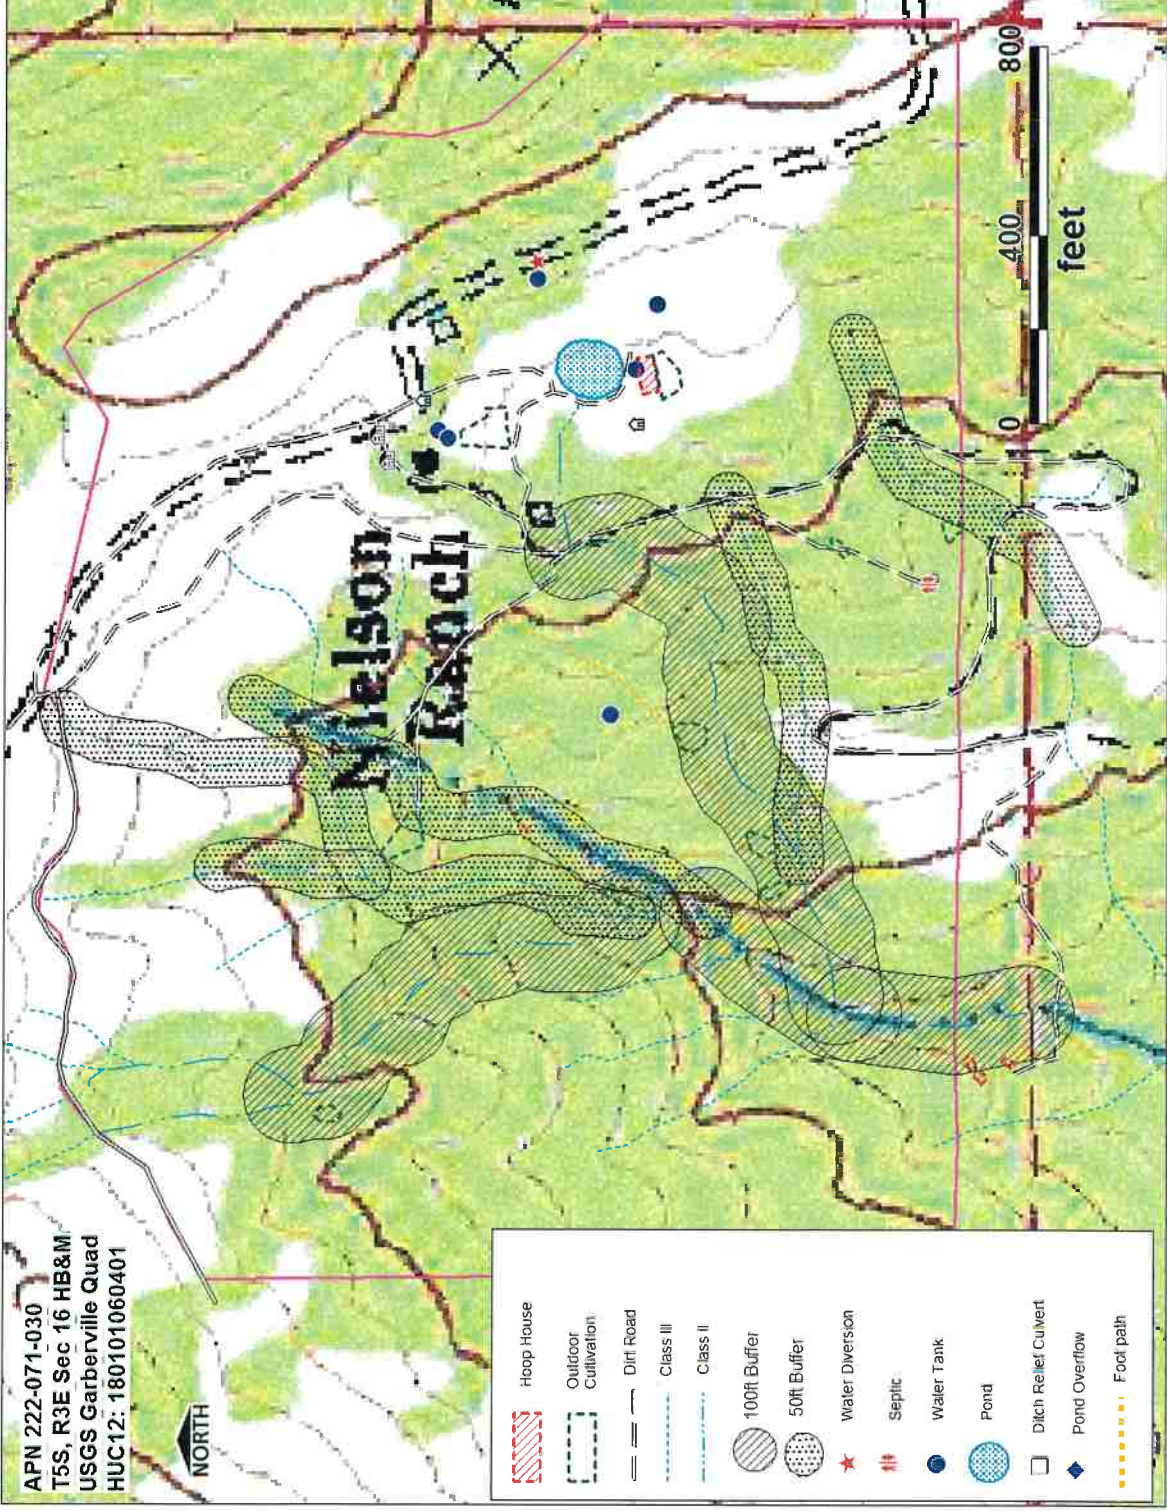 APN 222-071-030
T5S, R3E Sec 16 HB&M
USGS Garberville Quad
HUC12: 180101060401
NORTH
Nielson
Ranch
Hoop House
Outdoor
Cultivation
Dirt Road
Class III
Class II
100ft Buffer
50ft Buffer
Water Diversion
Septic
Water Tank
Pond
Ditch Relief Culvert
Pond Overflow
Foot path
0
400
800
feet